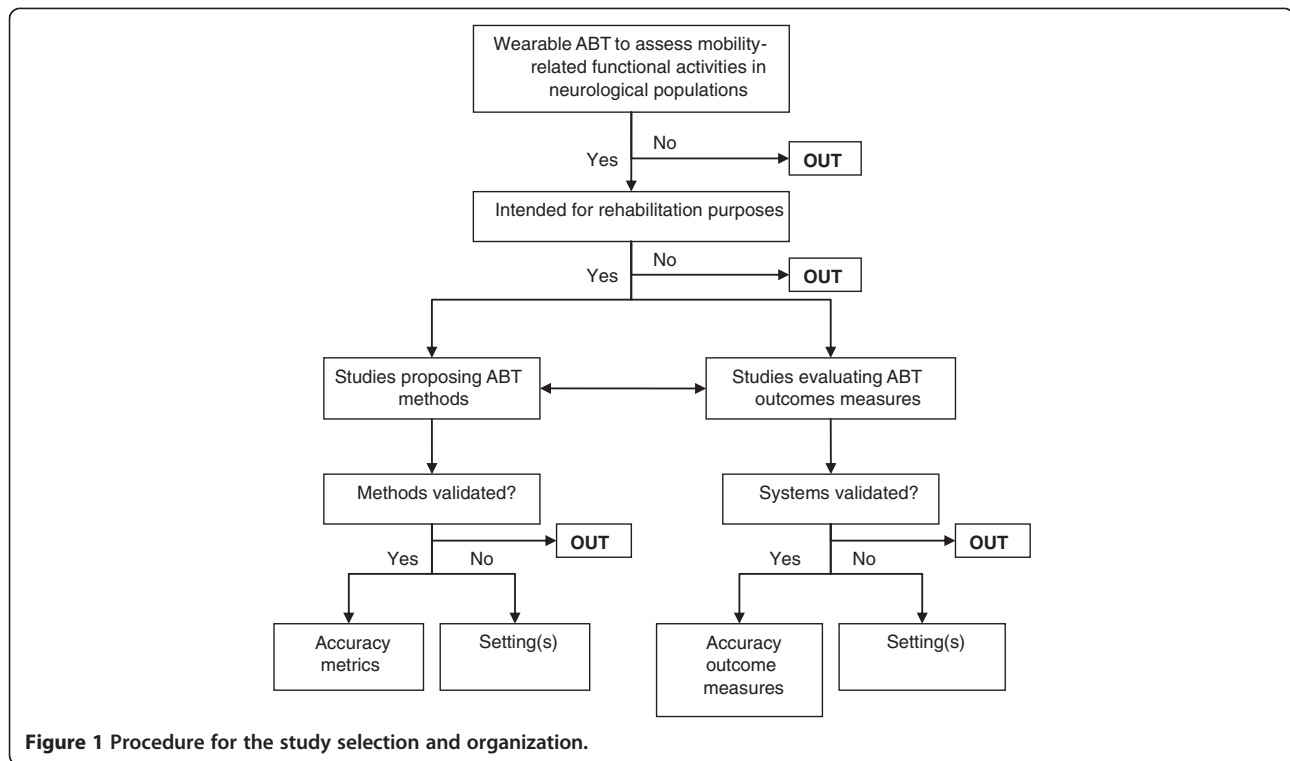 Wearable ABT to assess mobility-
related functional activities in
neurological populations
No
Yes
OUT
Intended for rehabilitation purposes
No
Yes
OUT
Studies proposing ABT
methods
Studies evaluating ABT
outcomes measures
Methods validated?
Systems validated?
OUT
OUT
Yes
No
Yes
No
Accuracy
metrics
Setting(s)
Accuracy
outcome
measures
Setting(s)
Figure 1 Procedure for the study selection and organization.